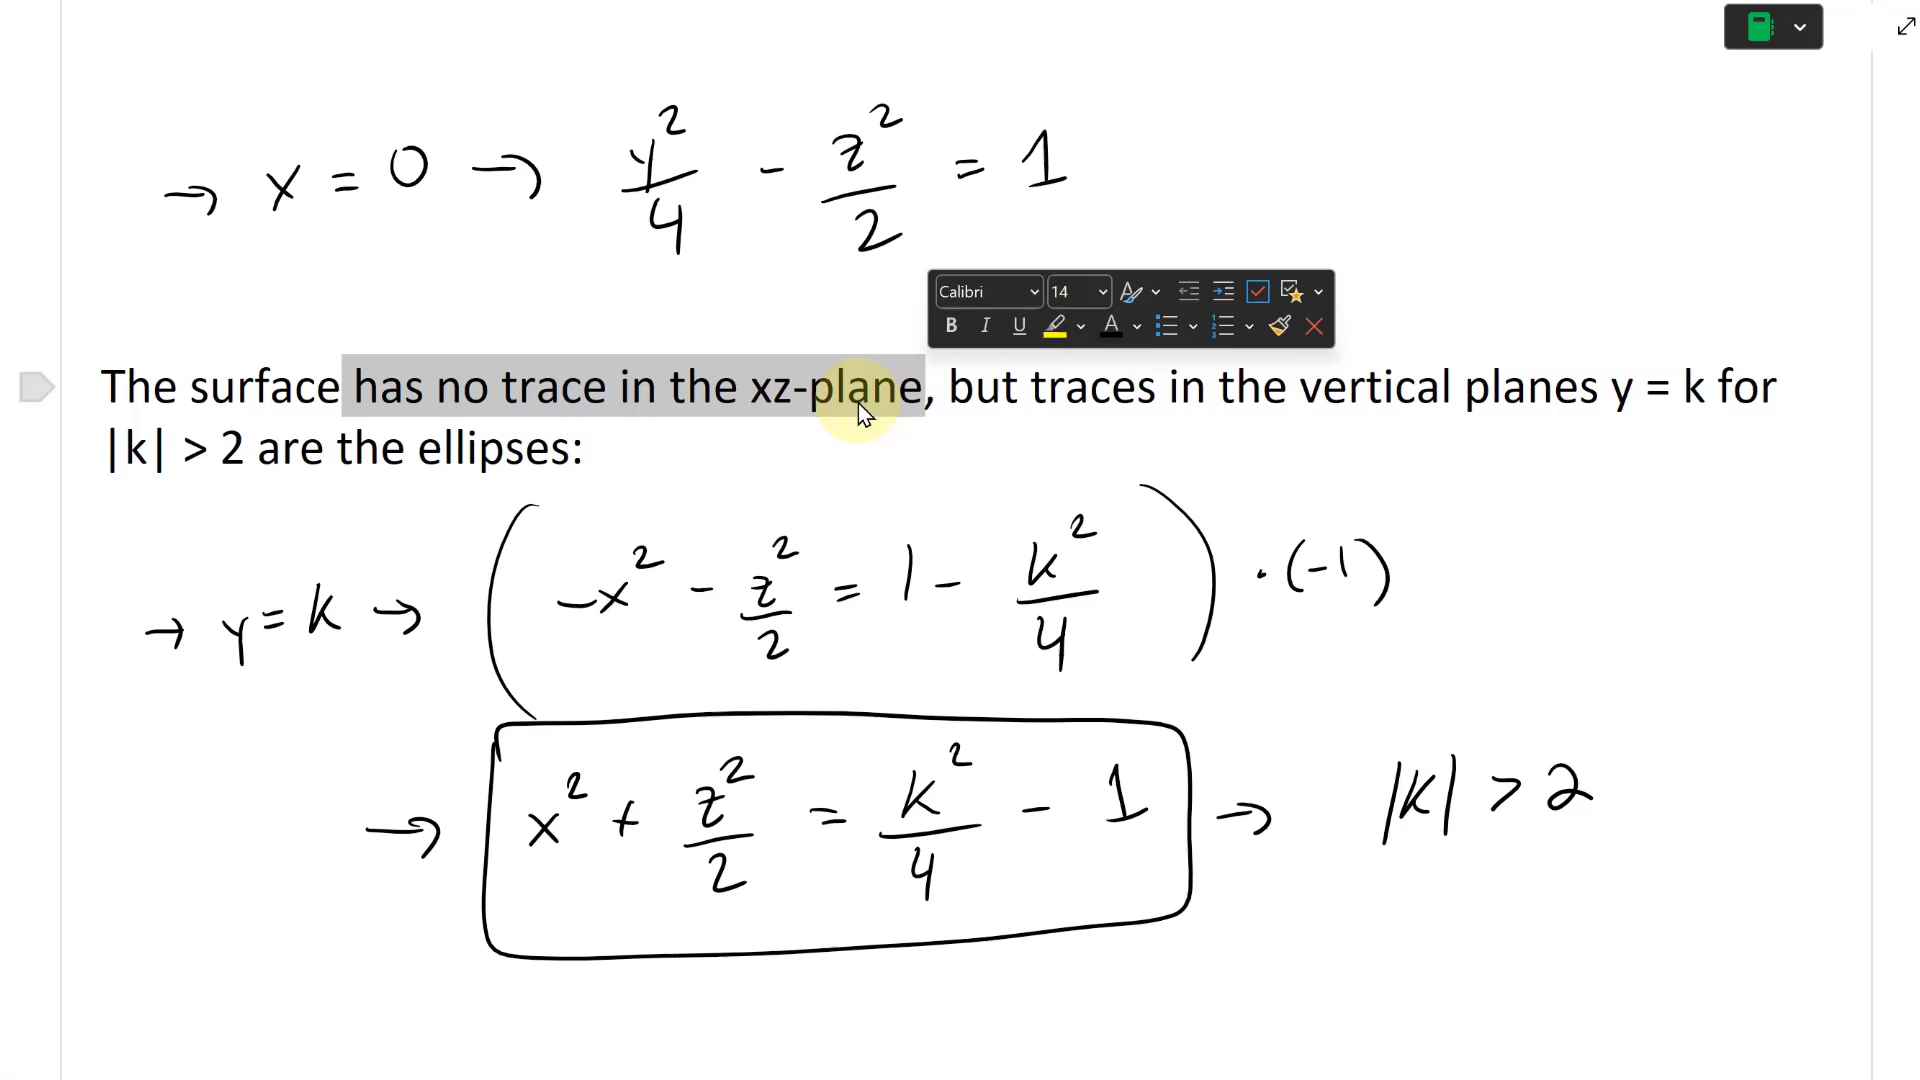 → x = 0 → y²/4 - z²/2 = 1
Calibri 14
B I U A
The surface has no trace in the xz-plane, but traces in the vertical planes y = k for
|k| > 2 are the ellipses:
→ y = k → ( -x² - z²/2 = 1 - k²/4 ) · (-1)
→ x² + z²/2 = k²/4 - 1 → |k| > 2